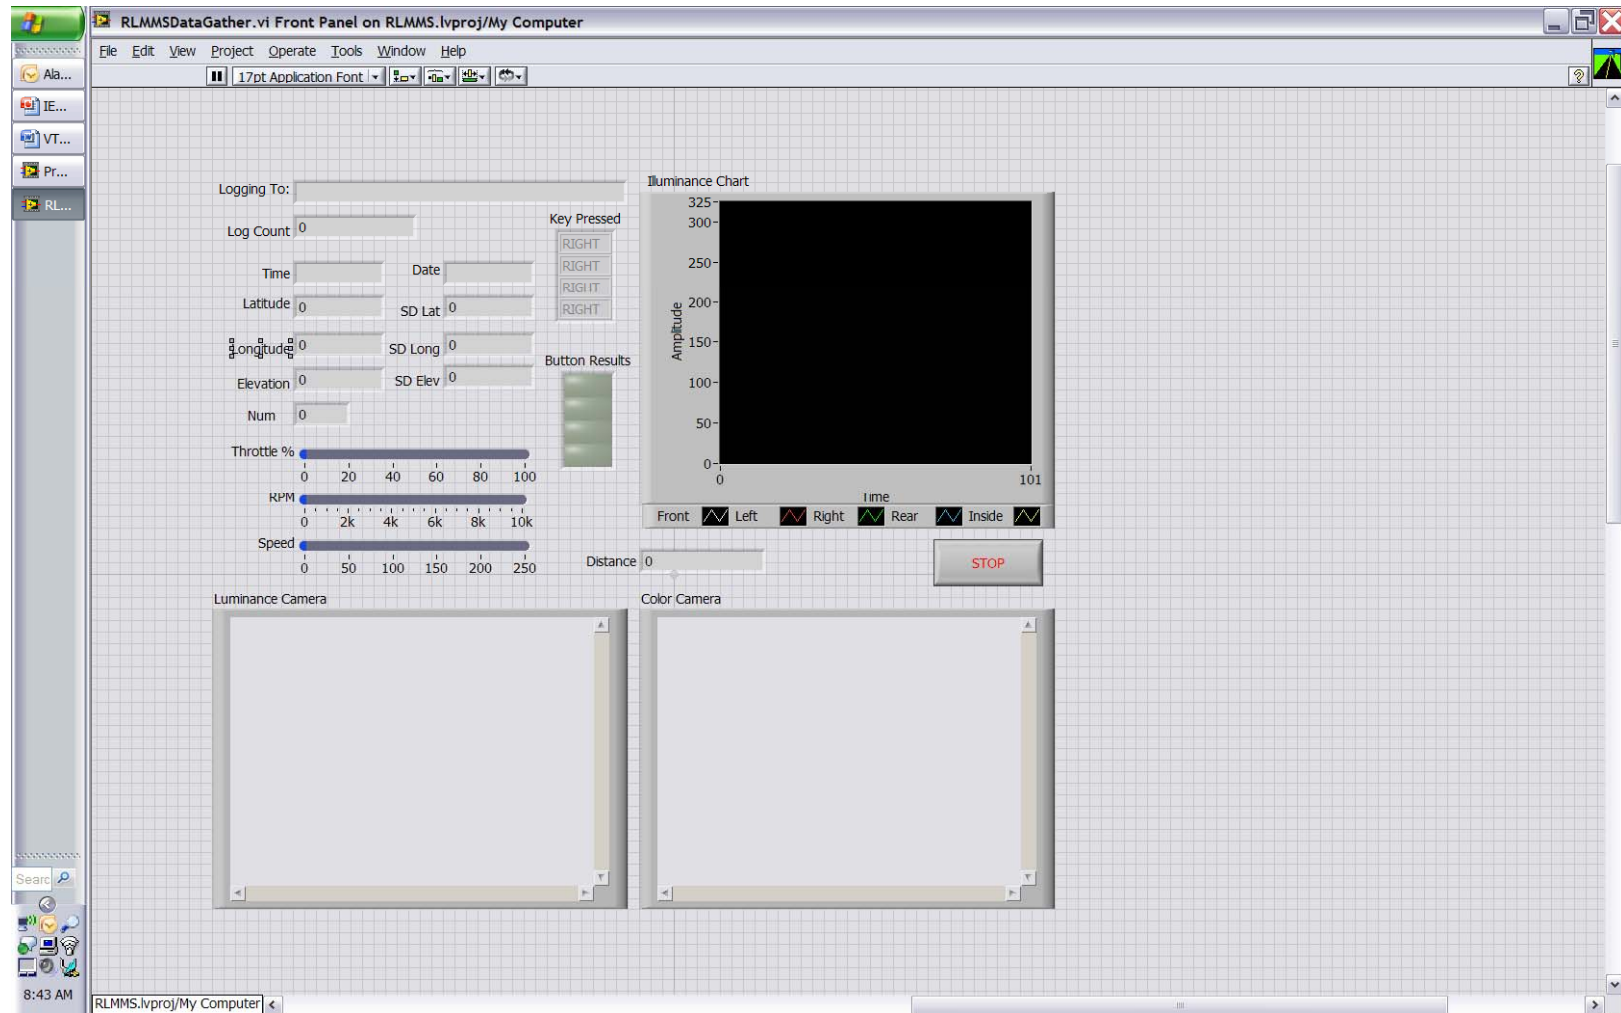 RLMMSDataGather.vi Front Panel on RLMMS.lvproj/My Computer
File Edit View Project Operate Tools Window Help
17pt Application Font
Ala...
IE...
VT...
Pr...
RL...
Logging To:
Log Count 0
Time Date
Latitude 0 SD Lat 0
Longitude 0 SD Long 0
Elevation 0 SD Elev 0
Num 0
Key Pressed
RIGHT
RIGHT
RIGHT
RIGHT
Button Results
Throttle %
0 20 40 60 80 100
RPM
0 2k 4k 6k 8k 10k
Speed
0 50 100 150 200 250
Illuminance Chart
325
300
250
200
150
100
50
0
Amplitude
0 101
Time
Front Left Right Rear Inside
Distance 0
STOP
Luminance Camera
Color Camera
Searc
8:43 AM
RLMMS.lvproj/My Computer